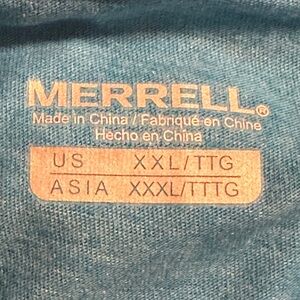 MERRELL®
Made in China / Fabriqué en Chine
Hecho en China
US XXL/TTG
ASIA XXXL/TTTG